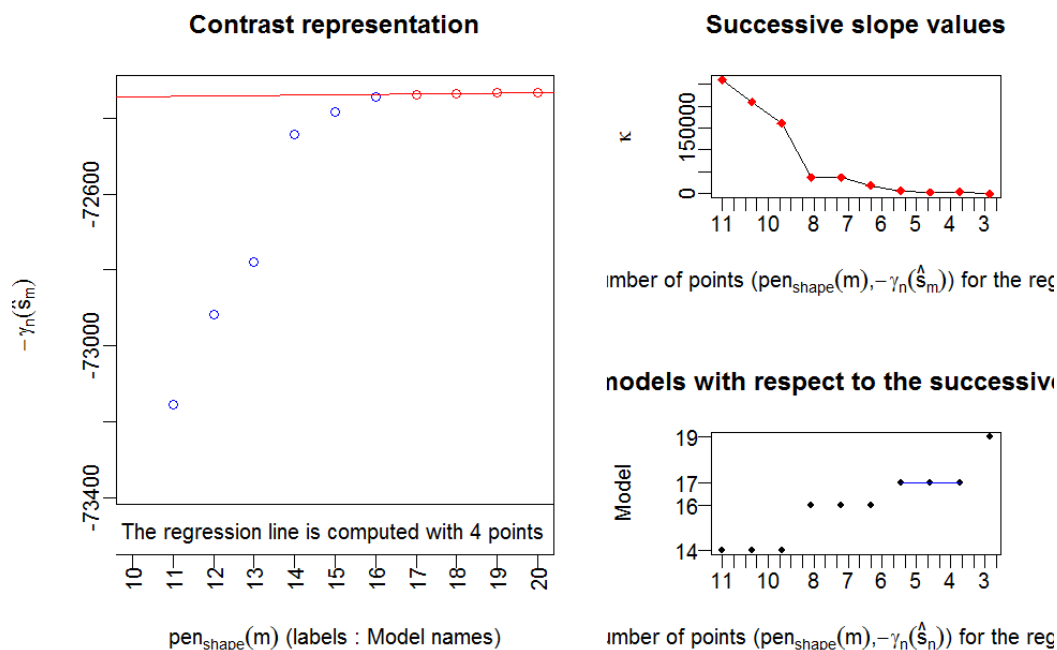 Contrast representation
−γn(ŝm)
-72600
-73000
-73400
The regression line is computed with 4 points
10 11 12 13 14 15 16 17 18 19 20
penshape(m) (labels : Model names)
Successive slope values
κ
150000
0
11 10 8 7 6 5 4 3
umber of points (penshape(m),−γn(ŝm)) for the reg
models with respect to the successive
Model
19
17
16
14
11 10 8 7 6 5 4 3
umber of points (penshape(m),−γn(ŝn)) for the reg